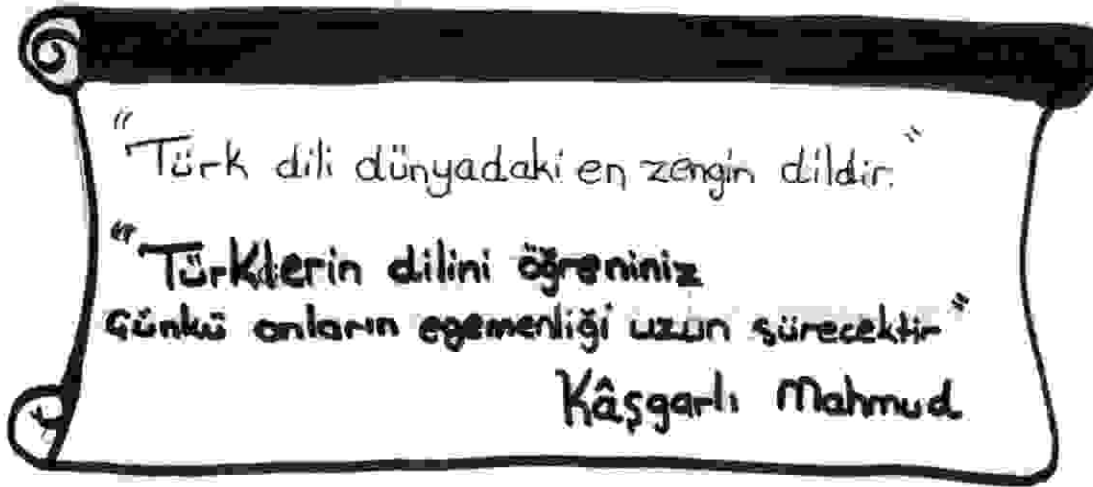 "Türk dili dünyadaki en zengin dildir."
"Türklerin dilini öğreniniz
Çünkü onların egemenliği uzun sürecektir"
Kâşgarlı Mahmud